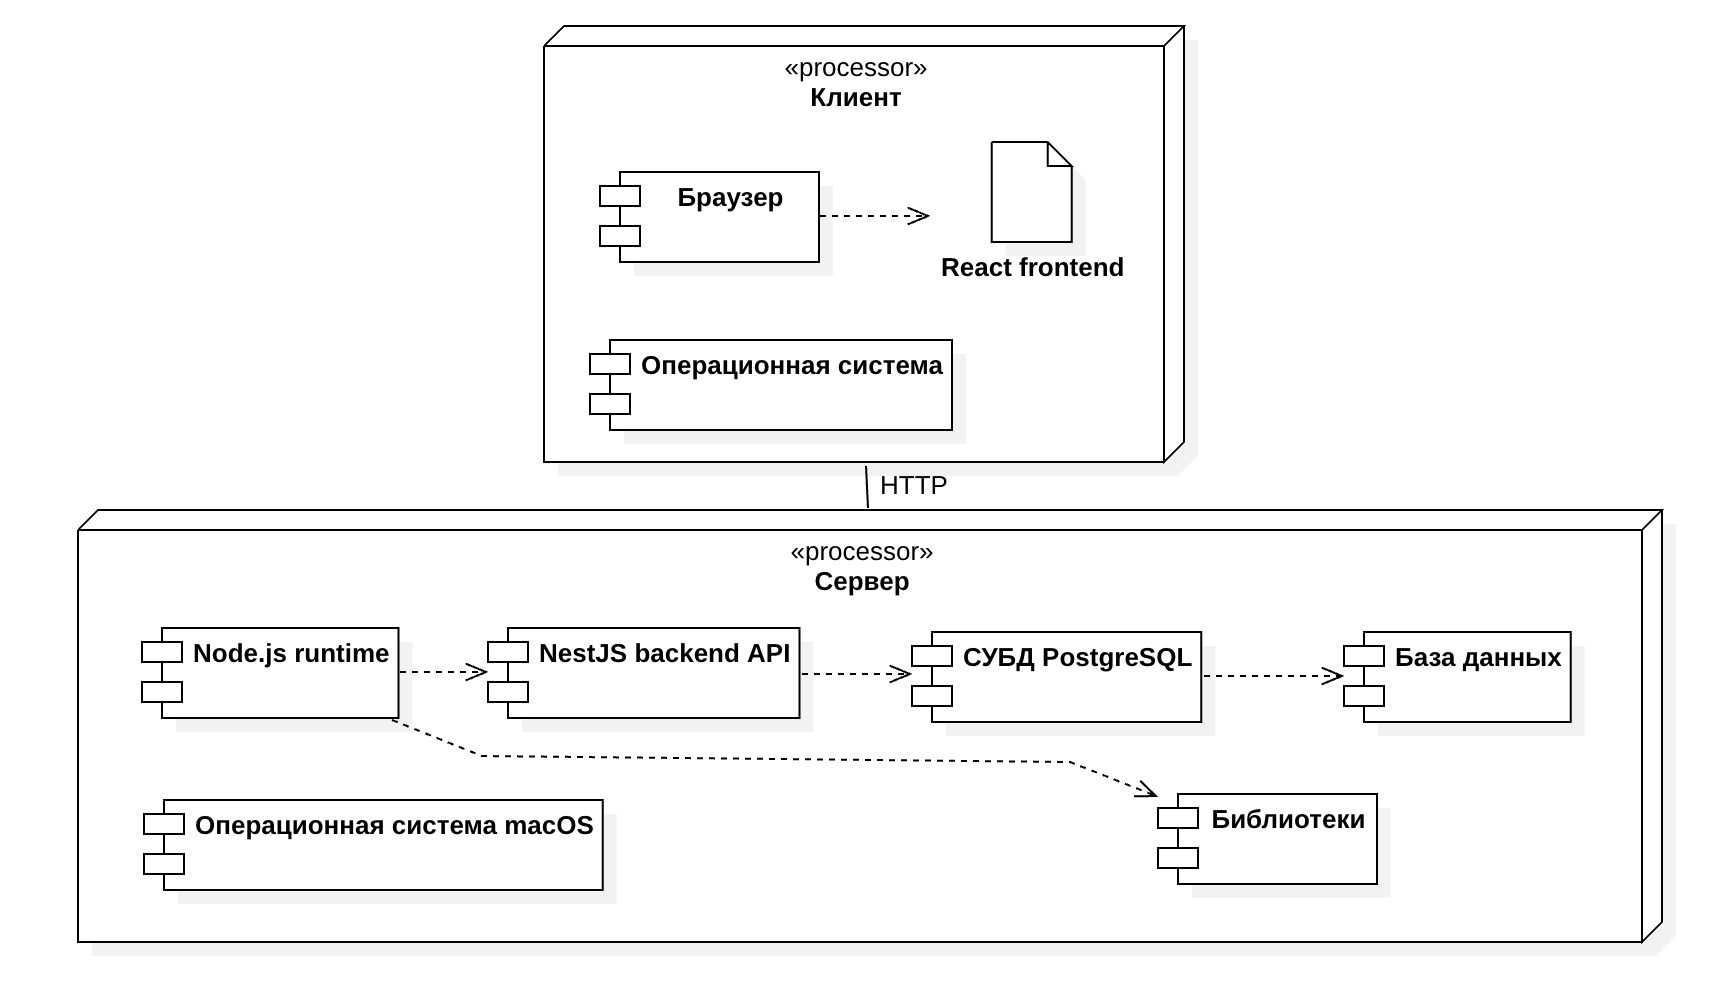 «processor»
Клиент
Браузер
React frontend
Операционная система
HTTP
«processor»
Сервер
Node.js runtime
NestJS backend API
СУБД PostgreSQL
База данных
Операционная система macOS
Библиотеки